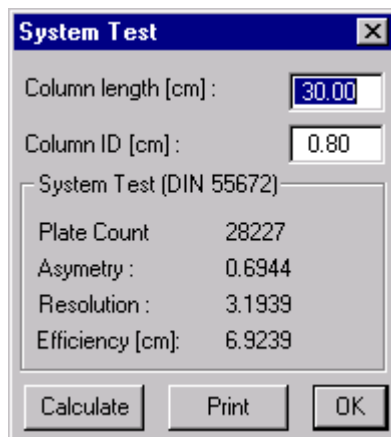 System Test
Column length [cm] : 30.00
Column ID [cm] : 0.80
System Test (DIN 55672)
Plate Count 28227
Asymetry : 0.6944
Resolution : 3.1939
Efficiency [cm]: 6.9239
Calculate Print OK